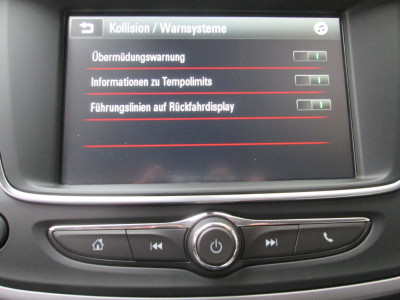 Kollision / Warnsysteme
Übermüdungswarnung
Informationen zu Tempolimits
Führungslinien auf Rückfahrdisplay